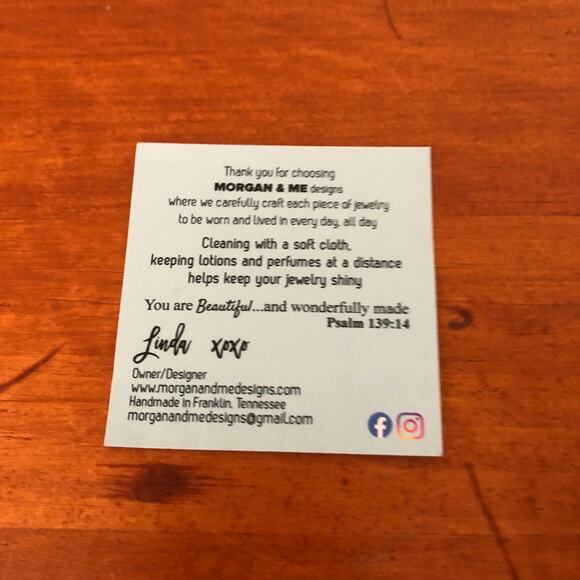 Thank you for choosing
MORGAN & ME designs
where we carefully craft each piece of jewelry
to be worn and lived in every day, all day
Cleaning with a soft cloth,
keeping lotions and perfumes at a distance
helps keep your jewelry shiny
You are Beautiful...and wonderfully made
Psalm 139:14
Linda xoxo
Owner/Designer
www.morganandmedesigns.com
Handmade in Franklin, Tennessee
morganandmedesigns@gmail.com